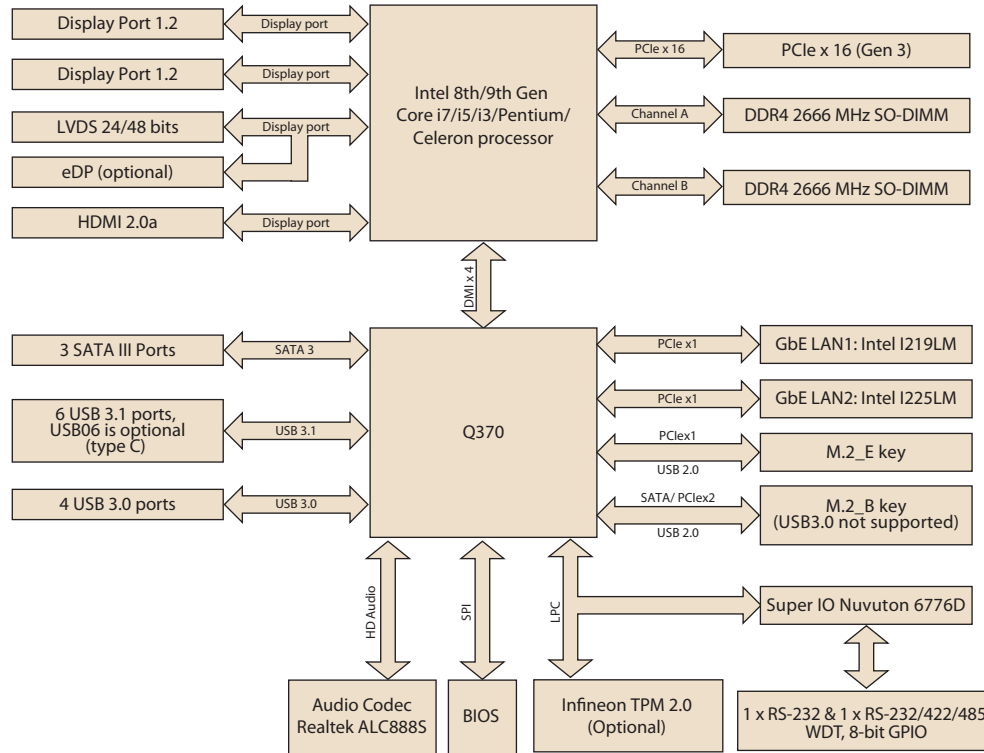 Display Port 1.2
Display port
Display Port 1.2
Display port
LVDS 24/48 bits
Display port
eDP (optional)
HDMI 2.0a
Display port
Intel 8th/9th Gen
Core i7/i5/i3/Pentium/
Celeron processor
PCIe x 16
PCIe x 16 (Gen 3)
Channel A
DDR4 2666 MHz SO-DIMM
Channel B
DDR4 2666 MHz SO-DIMM
DMI x 4
3 SATA III Ports
SATA 3
6 USB 3.1 ports,
USB06 is optional
(type C)
USB 3.1
4 USB 3.0 ports
USB 3.0
Q370
PCIe x1
GbE LAN1: Intel I219LM
PCIe x1
GbE LAN2: Intel I225LM
PCIex1
USB 2.0
M.2_E key
SATA/ PCIex2
USB 2.0
M.2_B key
(USB3.0 not supported)
HD Audio
SPI
LPC
Super IO Nuvuton 6776D
Audio Codec
Realtek ALC888S
BIOS
Infineon TPM 2.0
(Optional)
1 x RS-232 & 1 x RS-232/422/485
WDT, 8-bit GPIO